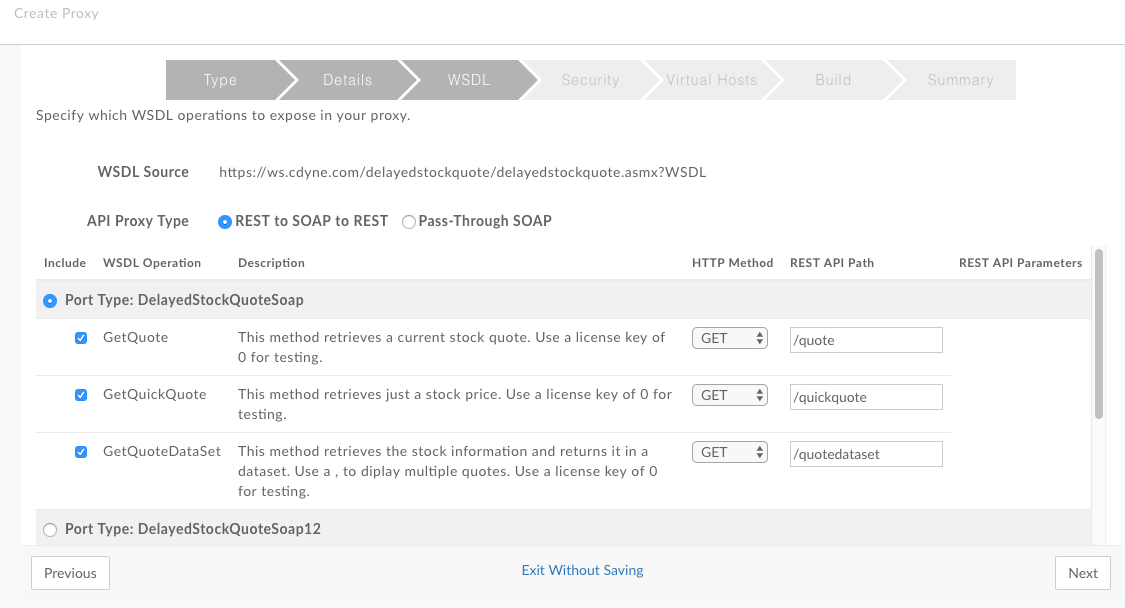 Create Proxy
Type Details WSDL Security Virtual Hosts Build Summary
Specify which WSDL operations to expose in your proxy.
WSDL Source https://ws.cdyne.com/delayedstockquote/delayedstockquote.asmx?WSDL
API Proxy Type REST to SOAP to REST Pass-Through SOAP
Include WSDL Operation Description HTTP Method REST API Path REST API Parameters
Port Type: DelayedStockQuoteSoap
GetQuote This method retrieves a current stock quote. Use a license key of GET /quote
0 for testing.
GetQuickQuote This method retrieves just a stock price. Use a license key of 0 for GET /quickquote
testing.
GetQuoteDataSet This method retrieves the stock information and returns it in a GET /quotedataset
dataset. Use a , to diplay multiple quotes. Use a license key of 0
for testing.
Port Type: DelayedStockQuoteSoap12
Previous Exit Without Saving Next